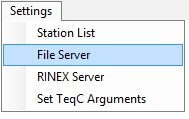 Settings
Station List
File Server
RINEX Server
Set TeqC Arguments